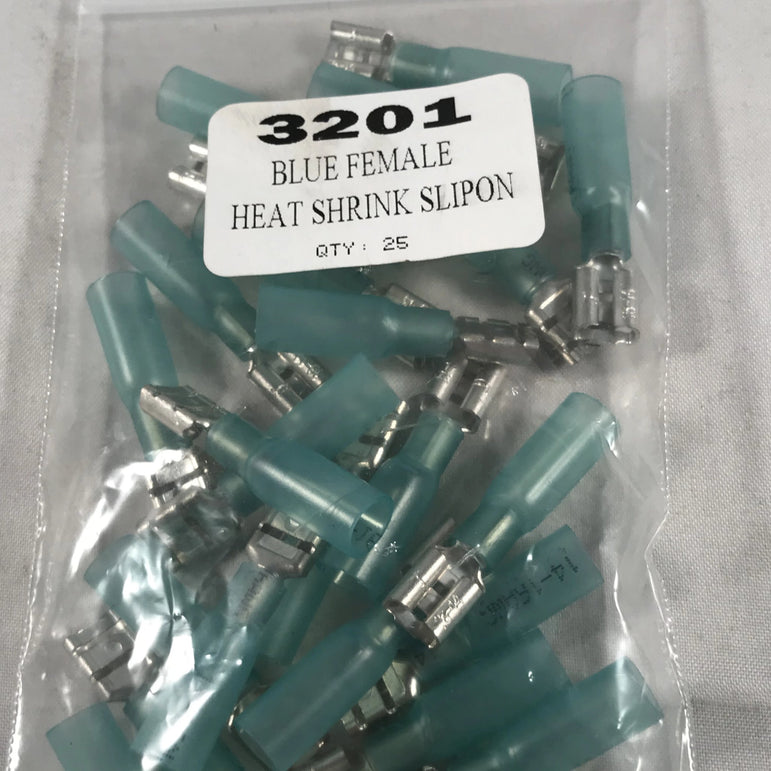 3201
BLUE FEMALE
HEAT SHRINK SLIPON
QTY: 25